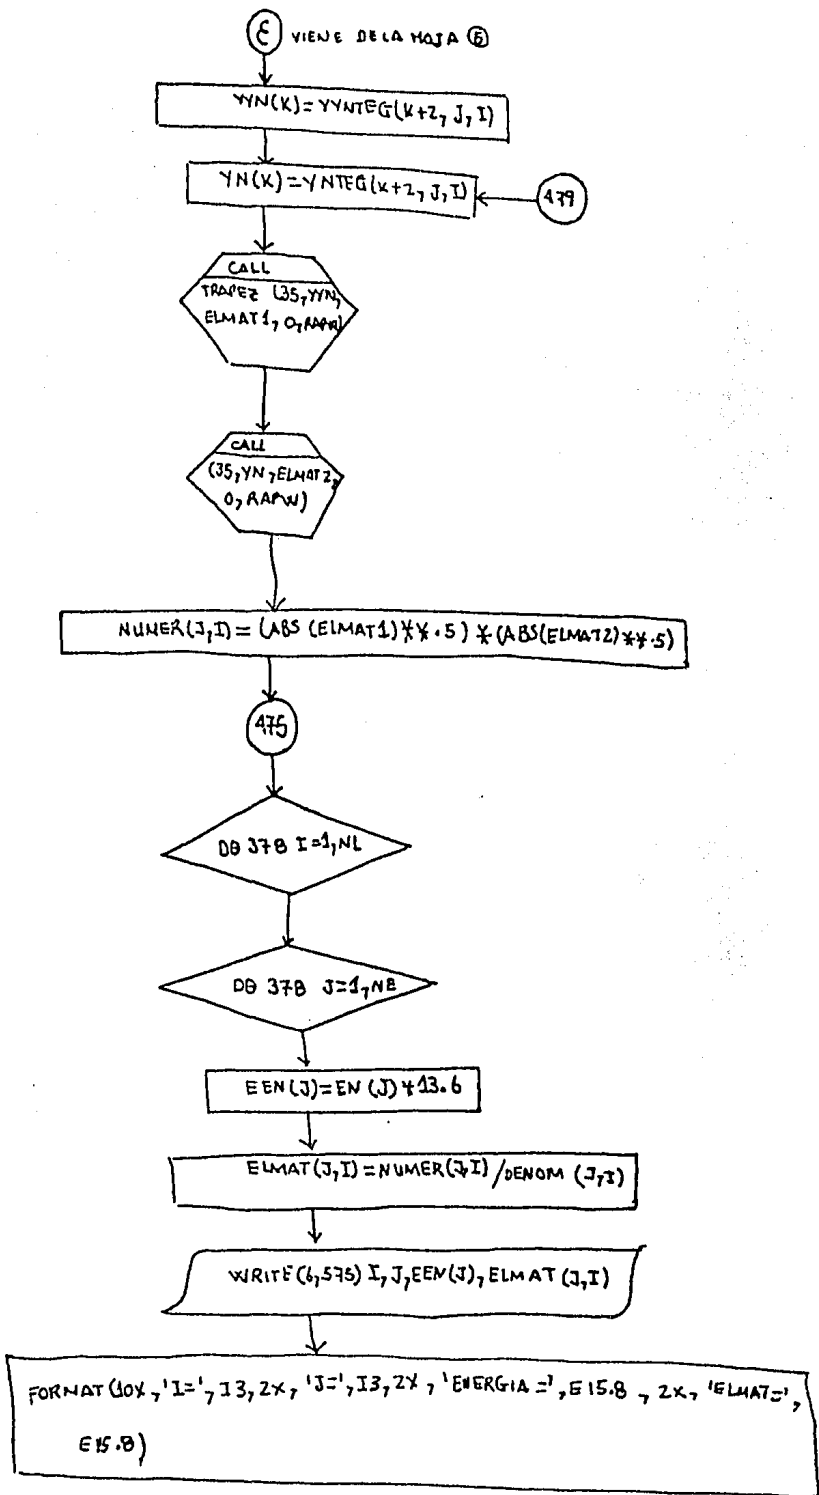 E VIENE DE LA HOJA 5
YYN(K)=YYNTEG(K+2,J,I)
YN(K)=YNTEG(K+2,J,I)
479
CALL
TRAPEZ (35,YYN,
ELMAT1,0,RAPW)
CALL
(35,YN,ELMAT2,
0,RAPW)
NUMER(J,I)=(ABS(ELMAT1)**.5)*(ABS(ELMAT2)**.5)
475
DO 378 I=1,NL
DO 378 J=1,NE
EEN(J)=EN(J)*13.6
ELMAT(J,I)=NUMER(J,I)/DENOM(J,I)
WRITE(6,575) I,J,EEN(J),ELMAT(J,I)
FORMAT(10X,'I=',I3,2X,'J=',I3,2X,'ENERGIA=',E15.8,2X,'ELMAT=',
E15.8)